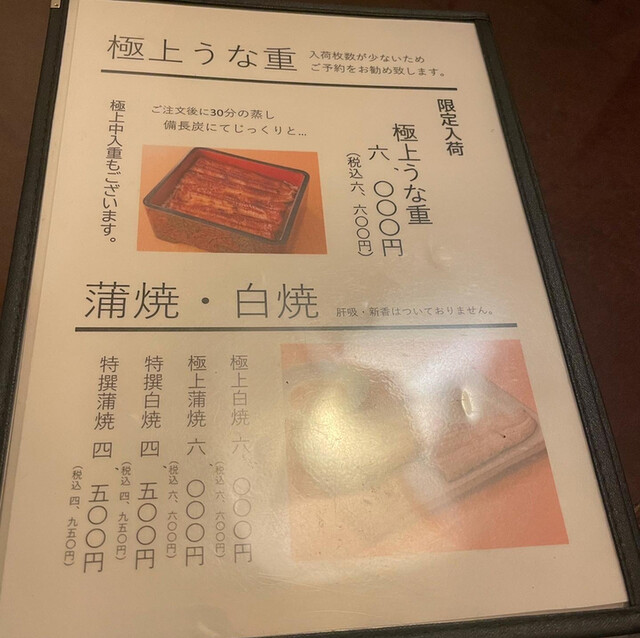 極上うな重
入荷枚数が少ないため
ご予約をお勧め致します。
限定入荷
極上うな重
六、〇〇〇円
(税込六、六〇〇円)
ご注文後に30分の蒸し
備長炭にてじっくりと...
極上中入重もございます。
蒲焼・白焼
肝吸・新香はついておりません。
極上白焼 六、〇〇〇円
(税込 六、六〇〇円)
極上蒲焼 六、〇〇〇円
(税込 六、六〇〇円)
特撰白焼 四、五〇〇円
(税込 四、九五〇円)
特撰蒲焼 四、五〇〇円
(税込 四、九五〇円)